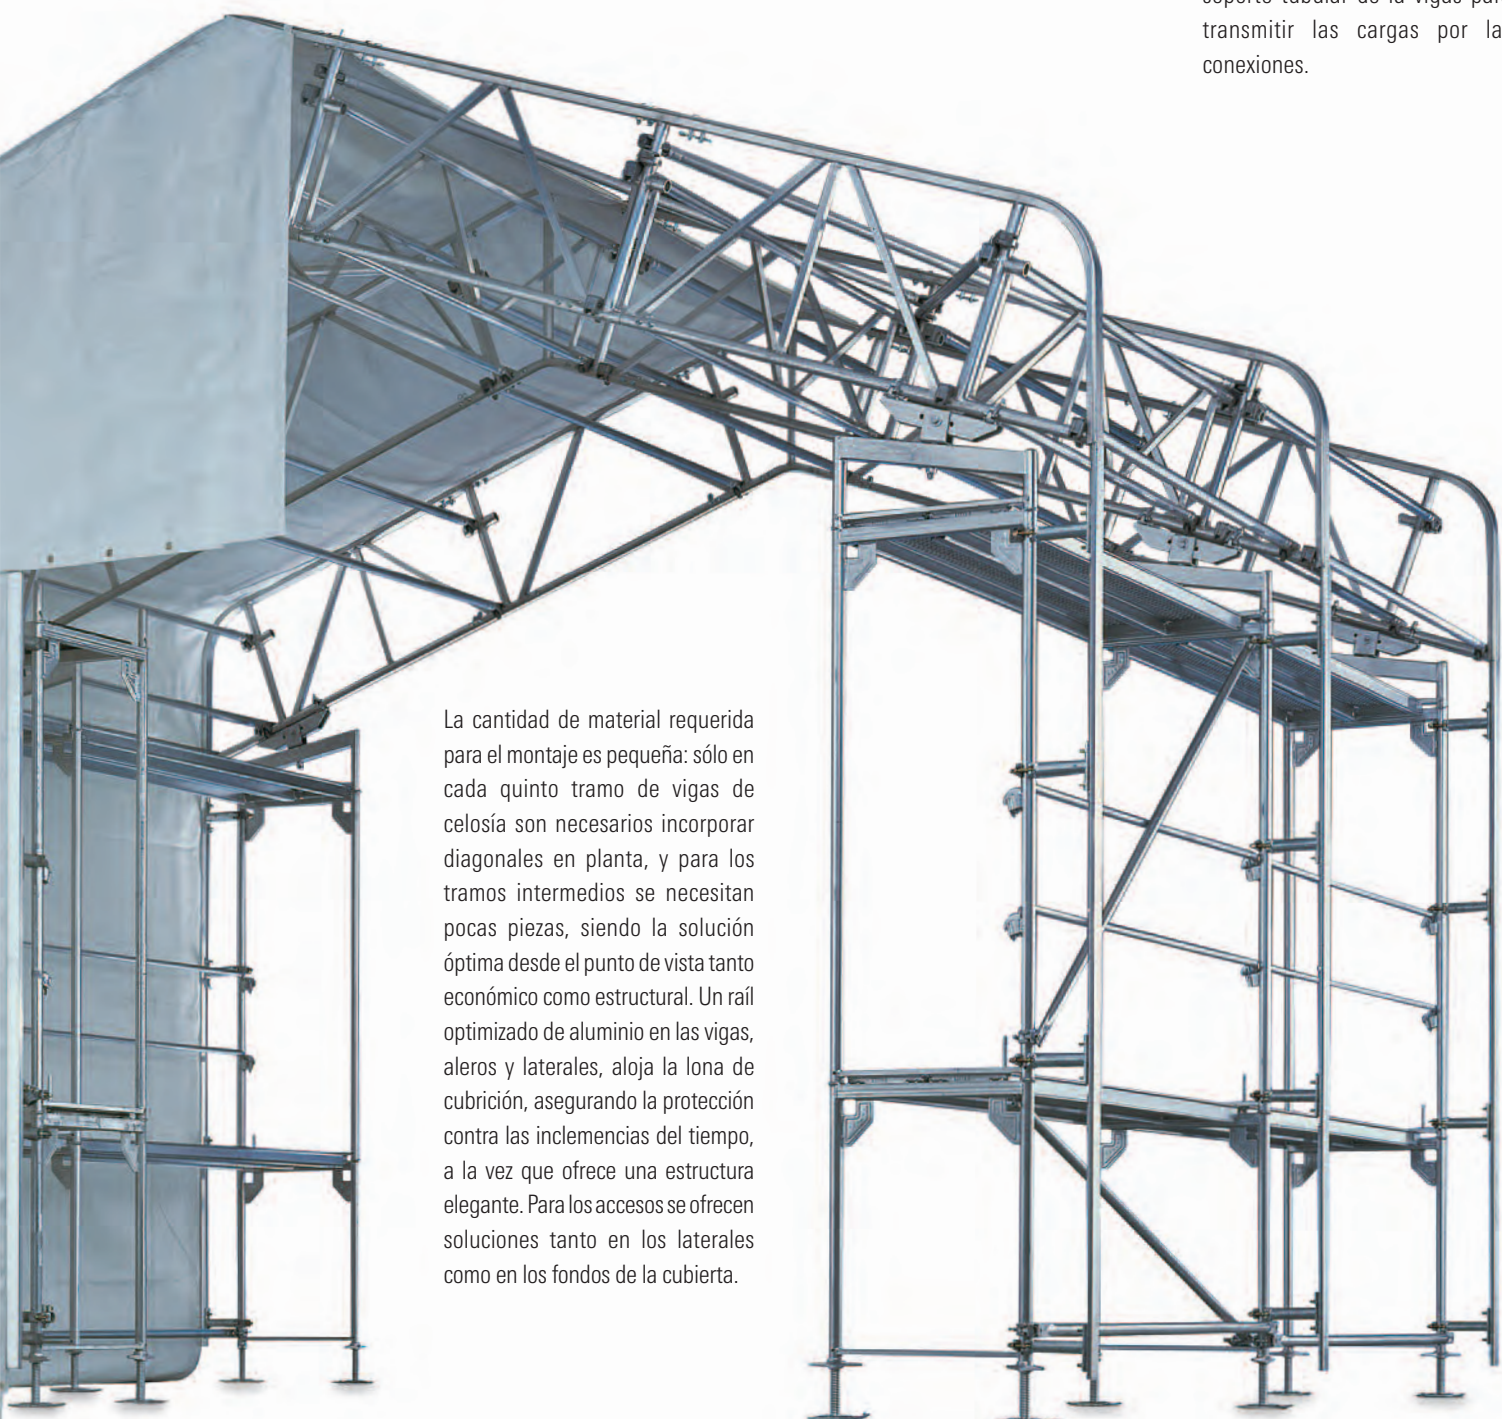 transmitir las cargas por la
conexiones.
La cantidad de material requerida
para el montaje es pequeña: sólo en
cada quinto tramo de vigas de
celosía son necesarios incorporar
diagonales en planta, y para los
tramos intermedios se necesitan
pocas piezas, siendo la solución
óptima desde el punto de vista tanto
económico como estructural. Un raíl
optimizado de aluminio en las vigas,
aleros y laterales, aloja la lona de
cubrición, asegurando la protección
contra las inclemencias del tiempo,
a la vez que ofrece una estructura
elegante. Para los accesos se ofrecen
soluciones tanto en los laterales
como en los fondos de la cubierta.